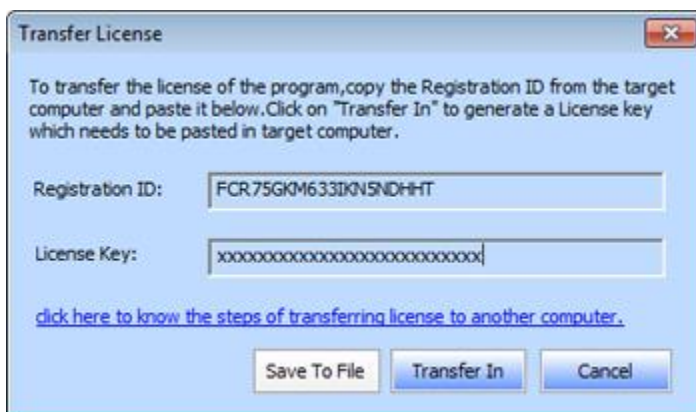 Transfer License
To transfer the license of the program,copy the Registration ID from the target
computer and paste it below.Click on "Transfer In" to generate a License key
which needs to be pasted in target computer.
Registration ID: FCR75GKM633IKN5NDHHT
License Key: xxxxxxxxxxxxxxxxxxxxxxxxxxx
click here to know the steps of transferring license to another computer.
Save To File Transfer In Cancel